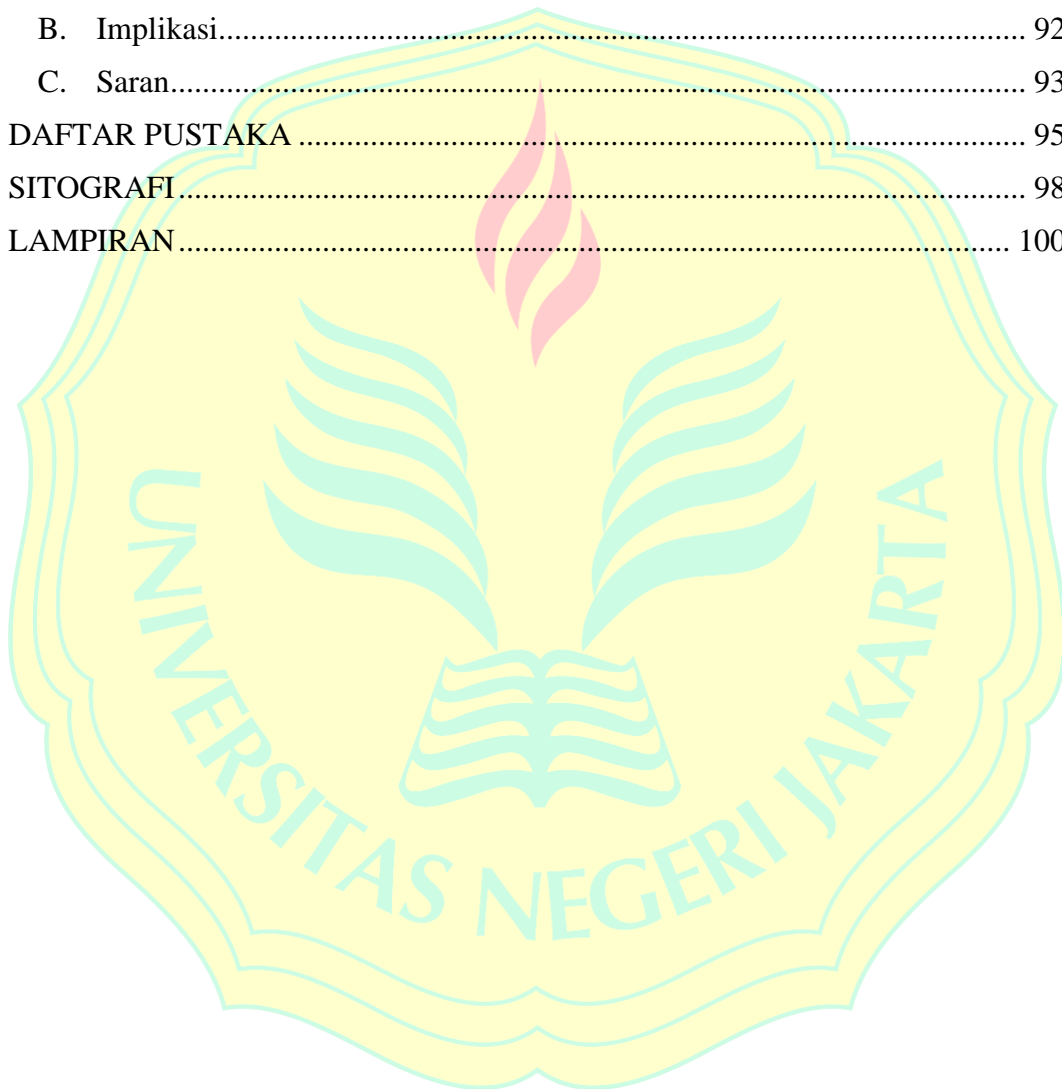 B. Implikasi.......................................................................................................... 92
C. Saran................................................................................................................ 93
DAFTAR PUSTAKA ............................................................................................... 95
SITOGRAFI............................................................................................................... 98
LAMPIRAN............................................................................................................. 100
UNIVERSITAS NEGERI JAKARTA